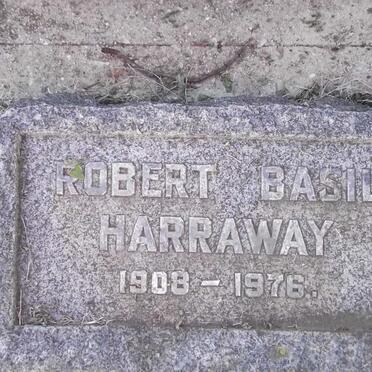 ROBERT BASIL
HARRAWAY
1908 - 1976.